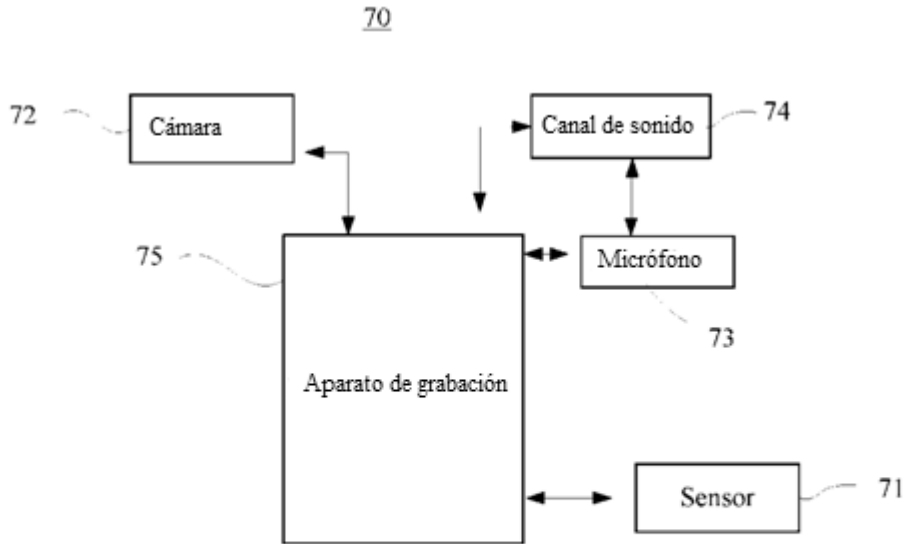 70
72
Cámara
Canal de sonido
74
75
Micrófono
73
Aparato de grabación
Sensor
71